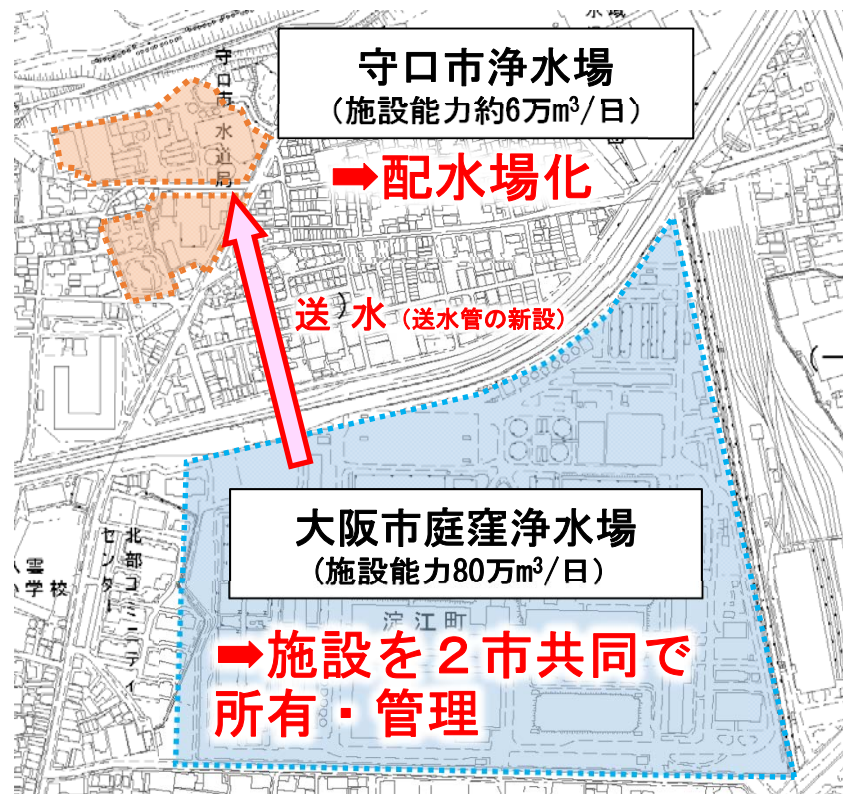 守口市浄水場
(施設能力約6万m³/日)
➡配水場化
守口市水道局
送水（送水管の新設）
大阪市庭窪浄水場
(施設能力80万m³/日)
淀江町
➡施設を２市共同で
所有・管理
北部コミュニティ
センター
小学校